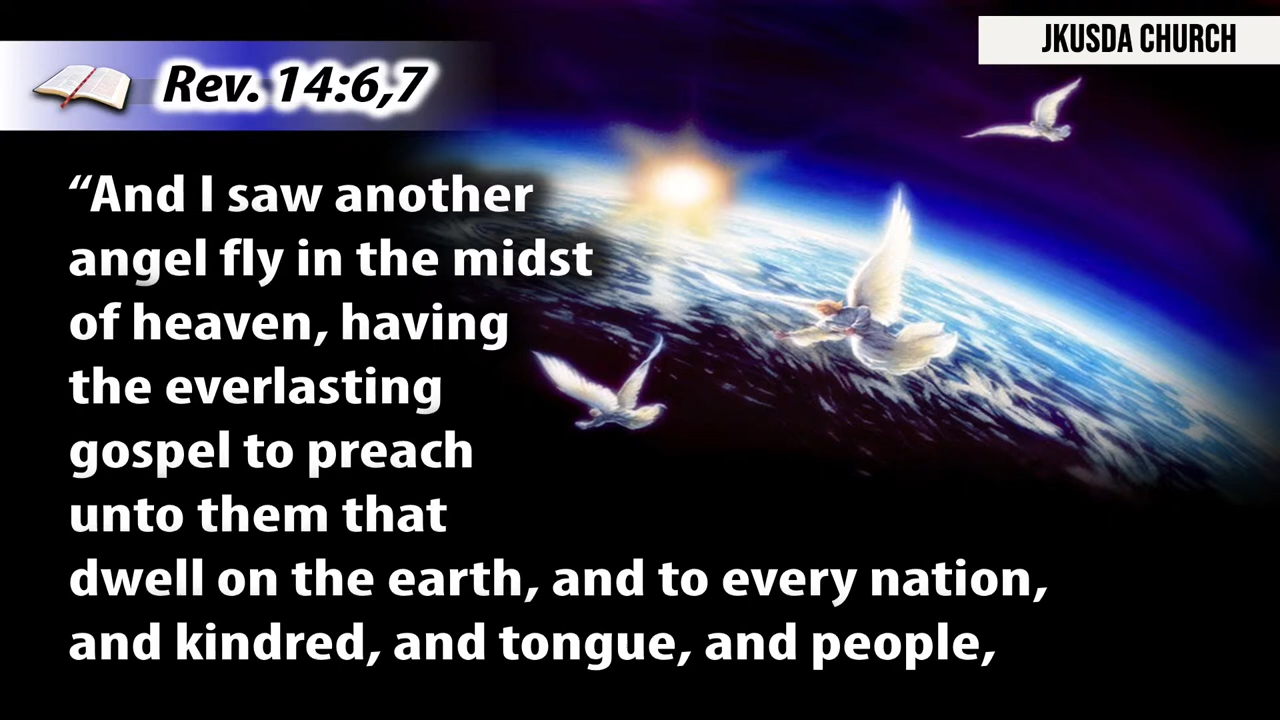 JKUSDA CHURCH
Rev. 14:6,7
“And I saw another
angel fly in the midst
of heaven, having
the everlasting
gospel to preach
unto them that
dwell on the earth, and to every nation,
and kindred, and tongue, and people,